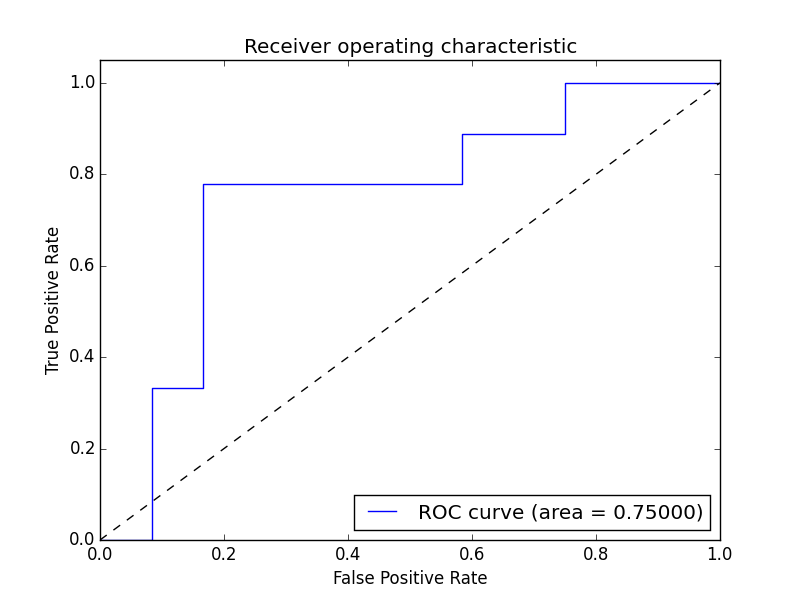 Receiver operating characteristic
1.0
0.8
0.6
0.4
0.2
0.0
True Positive Rate
ROC curve (area = 0.75000)
0.0 0.2 0.4 0.6 0.8 1.0
False Positive Rate